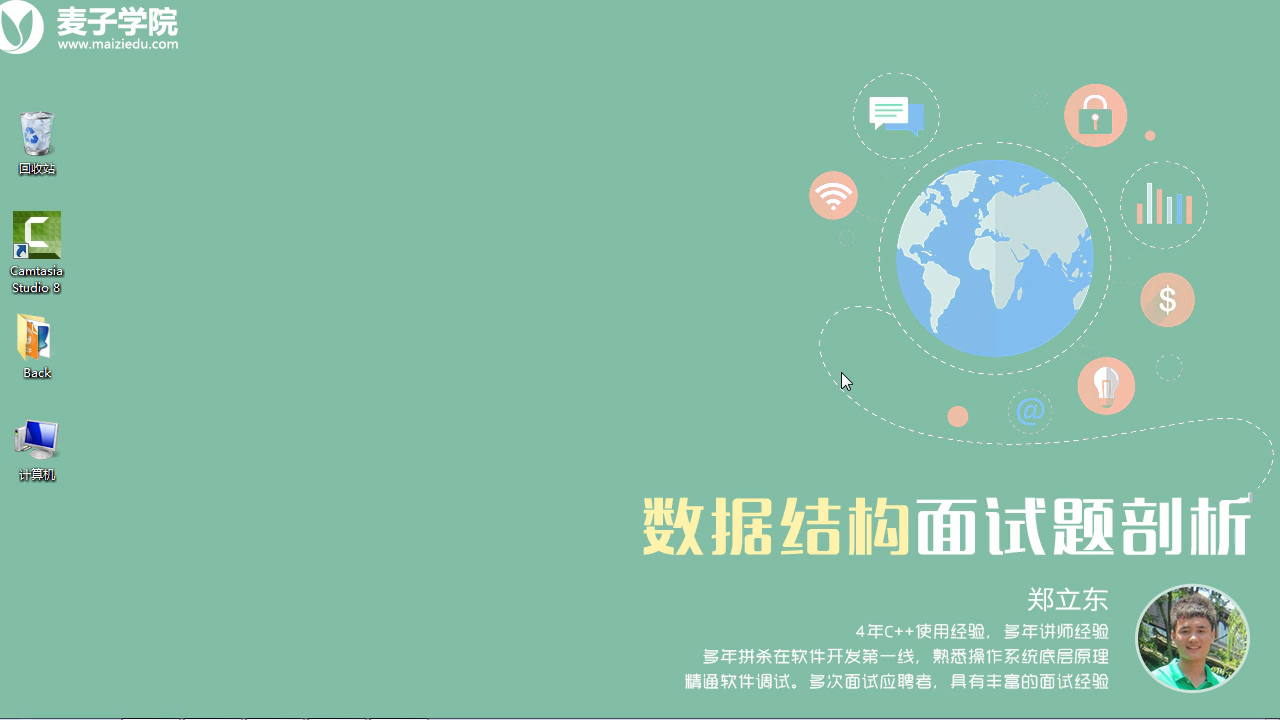 麦子学院
www.maiziedu.com
回收站
Camtasia
Studio 8
Back
计算机
$
@
数据结构面试题剖析
郑立东
4年C++使用经验，多年讲师经验
多年拼杀在软件开发第一线，熟悉操作系统底层原理
精通软件调试。多次面试应聘者，具有丰富的面试经验